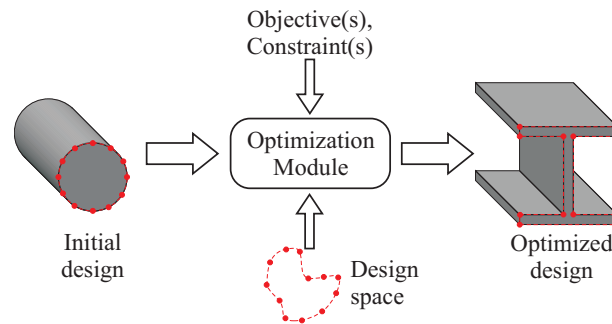 Objective(s),
Constraint(s)
Optimization
Module
Initial
design
Design
space
Optimized
design